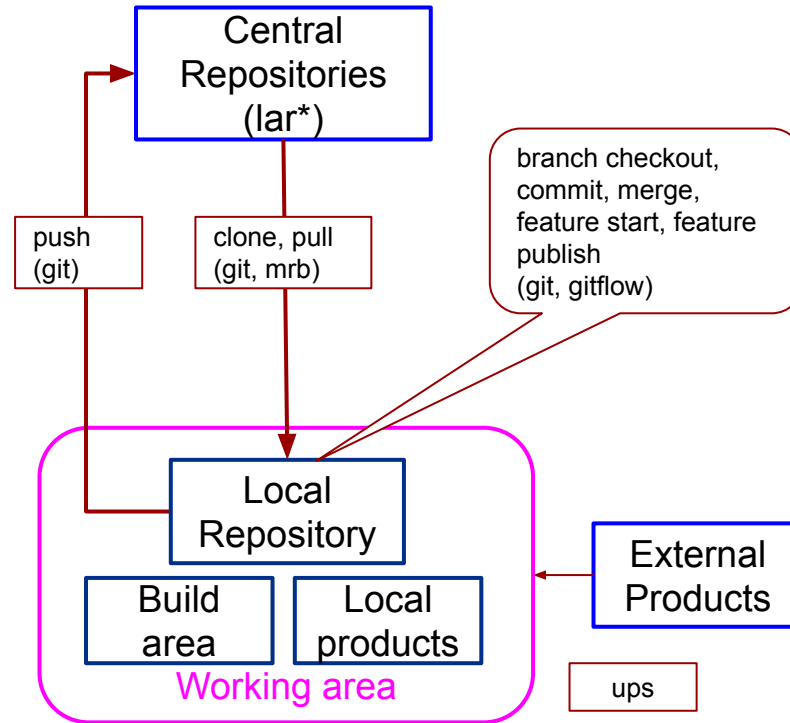 Central
Repositories
(lar*)
branch checkout,
commit, merge,
feature start, feature
publish
(git, gitflow)
push
(git)
clone, pull
(git, mrb)
Local
Repository
External
Products
Build
area
Local
products
Working area
ups